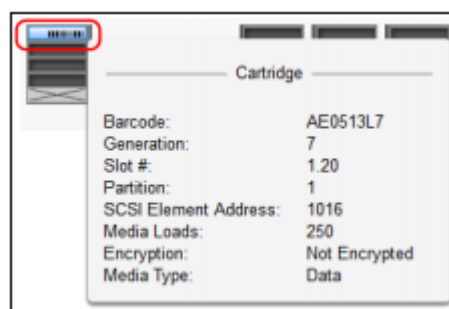 Cartridge
Barcode: AE0513L7
Generation: 7
Slot #: 1.20
Partition: 1
SCSI Element Address: 1016
Media Loads: 250
Encryption: Not Encrypted
Media Type: Data